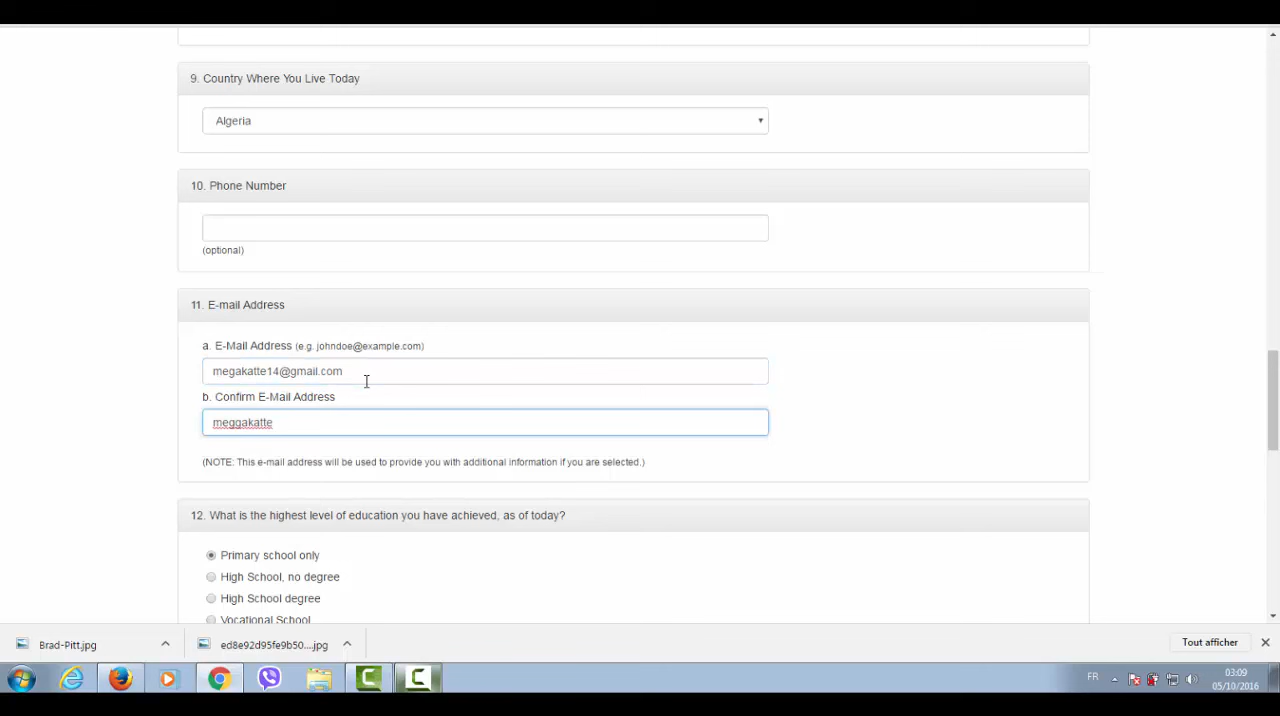 9. Country Where You Live Today
Algeria
10. Phone Number
(optional)
11. E-mail Address
a. E-Mail Address (e.g. johndoe@example.com)
megakatte14@gmail.com
b. Confirm E-Mail Address
meggakatte
(NOTE: This e-mail address will be used to provide you with additional information if you are selected.)
12. What is the highest level of education you have achieved, as of today?
Primary school only
High School, no degree
High School degree
Vocational School
Brad-Pitt.jpg
ed8e92d95fe9b50....jpg
Tout afficher
FR
03:09
05/10/2016